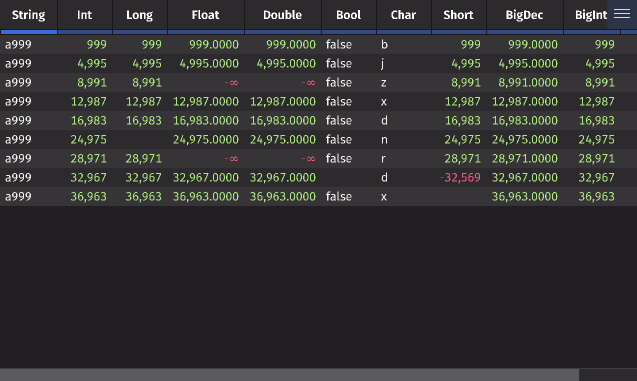 String Int Long Float Double Bool Char Short BigDec BigInt
a999 999 999 999.0000 999.0000 false b 999 999.0000 999
a999 4,995 4,995 4,995.0000 4,995.0000 false j 4,995 4,995.0000 4,995
a999 8,991 8,991 -∞ -∞ false z 8,991 8,991.0000 8,991
a999 12,987 12,987 12,987.0000 12,987.0000 false x 12,987 12,987.0000 12,987
a999 16,983 16,983 16,983.0000 16,983.0000 false d 16,983 16,983.0000 16,983
a999 24,975 24,975.0000 24,975.0000 false n 24,975 24,975.0000 24,975
a999 28,971 28,971 -∞ -∞ false r 28,971 28,971.0000 28,971
a999 32,967 32,967 32,967.0000 32,967.0000 d -32,569 32,967.0000 32,967
a999 36,963 36,963 36,963.0000 36,963.0000 false x 36,963.0000 36,963